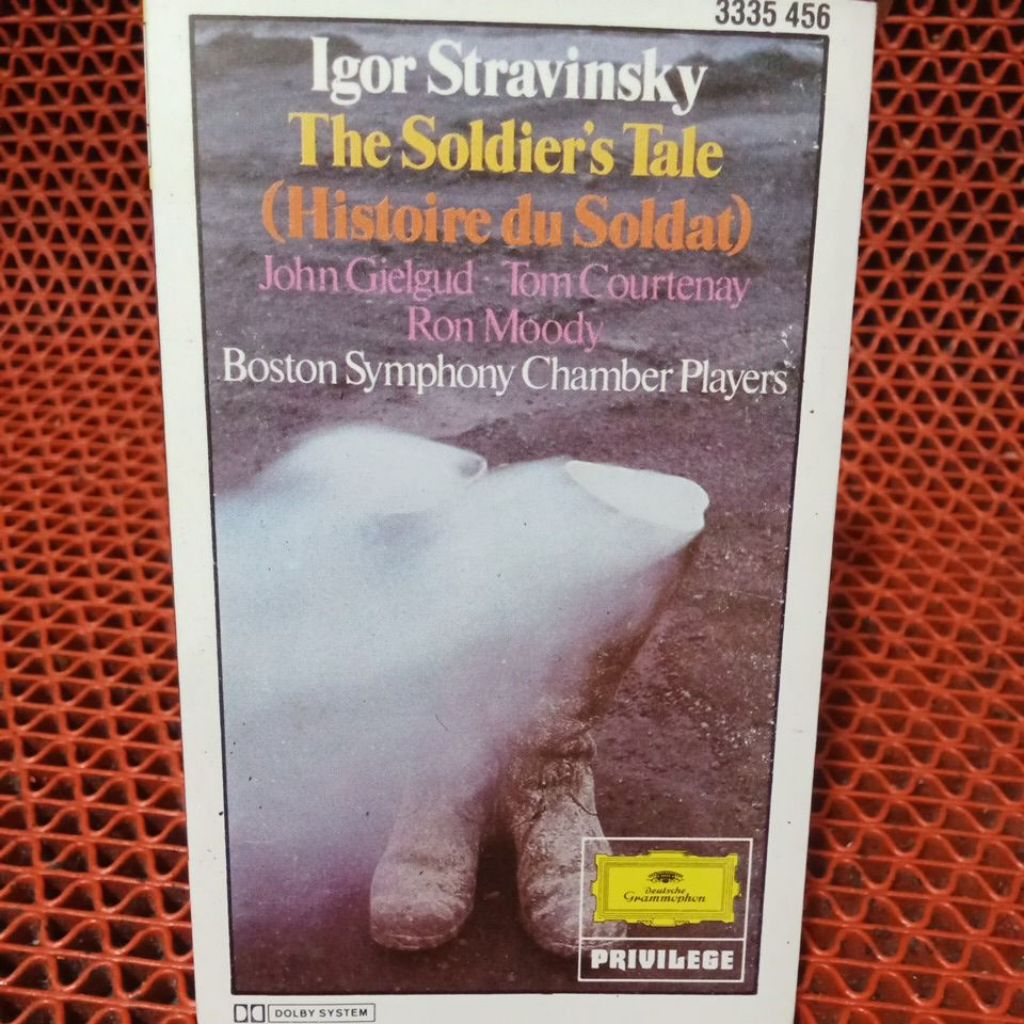 3335 456
Igor Stravinsky
The Soldier's Tale
(Histoire du Soldat)
John Gielgud · Tom Courtenay
Ron Moody
Boston Symphony Chamber Players
Deutsche
Grammophon
PRIVILEGE
DOLBY SYSTEM